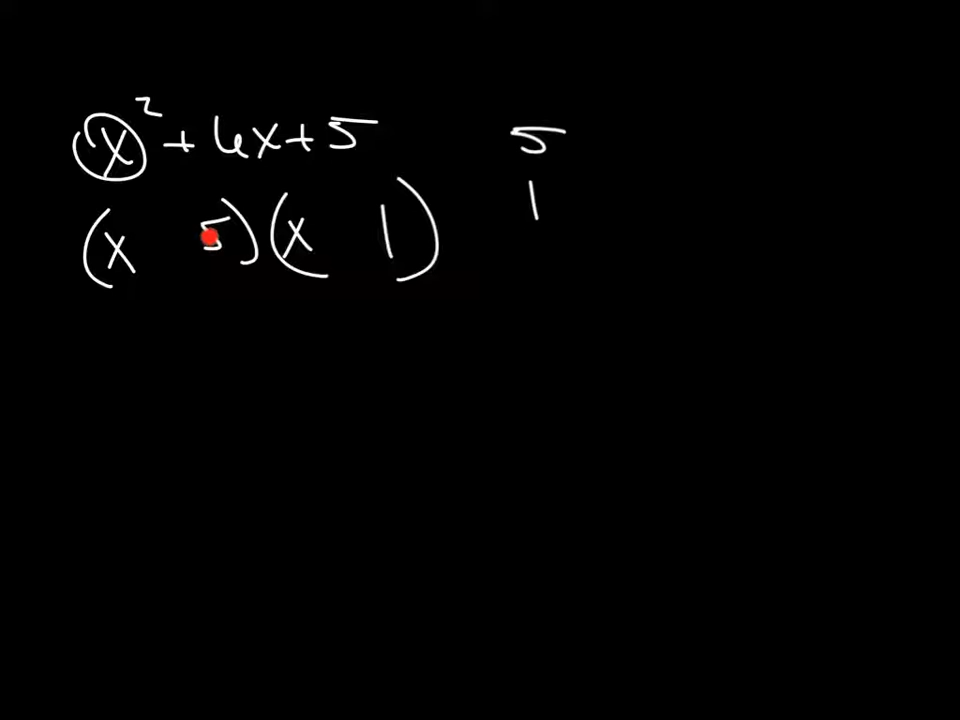 x² + 6x + 5 5
1
(x 5)(x 1)